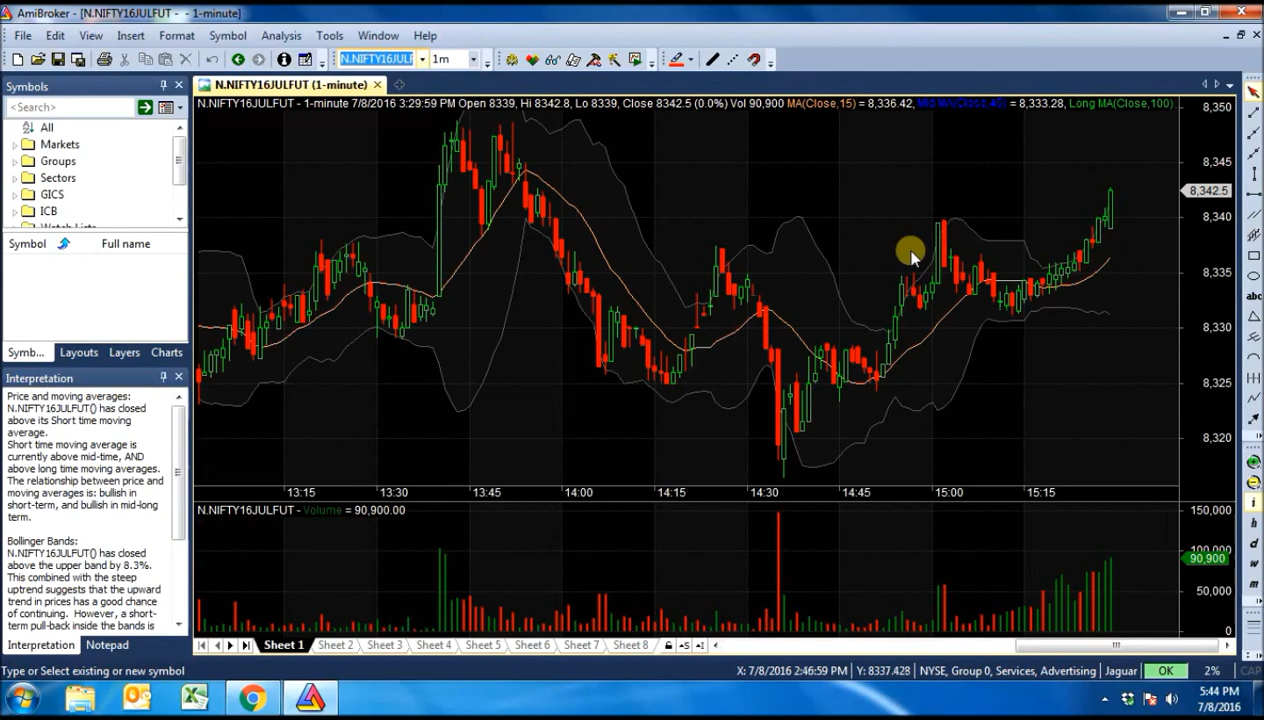 AmiBroker - [N.NIFTY16JULFUT - - 1-minute]
File Edit View Insert Format Symbol Analysis Tools Window Help
N.NIFTY16JULF 1m
Symbols
N.NIFTY16JULFUT (1-minute)
<Search>
All
Markets
Groups
Sectors
GICS
ICB
Watch Lists
Symbol Full name
Symb... Layouts Layers Charts
Interpretation
Price and moving averages:
N.NIFTY16JULFUT() has closed
above its Short time moving
average.
Short time moving average is
currently above mid-time, AND
above long time moving averages.
The relationship between price and
moving averages is: bullish in
short-term, and bullish in mid-long
term.
Bollinger Bands:
N.NIFTY16JULFUT() has closed
above the upper band by 8.3%.
This combined with the steep
uptrend suggests that the upward
trend in prices has a good chance
of continuing. However, a short-
term pull-back inside the bands is
Interpretation Notepad
N.NIFTY16JULFUT - 1-minute 7/8/2016 3:29:59 PM Open 8339, Hi 8342.8, Lo 8339, Close 8342.5 (0.0%) Vol 90,900 MA(Close,15) = 8,336.42, Mid MA(Close,45) = 8,333.28, Long MA(Close,100)
8,350
8,345
8,342.5
8,340
8,335
8,330
8,325
8,320
13:15 13:30 13:45 14:00 14:15 14:30 14:45 15:00 15:15
N.NIFTY16JULFUT - Volume = 90,900.00
150,000
100,000
90,900
50,000
0
abc
i
h
d
w
m
Sheet 1 Sheet 2 Sheet 3 Sheet 4 Sheet 5 Sheet 6 Sheet 7 Sheet 8
Type or Select existing or new symbol
X: 7/8/2016 2:46:59 PM Y: 8337.428 NYSE, Group 0, Services, Advertising Jaguar OK 2% CAP
5:44 PM
7/8/2016